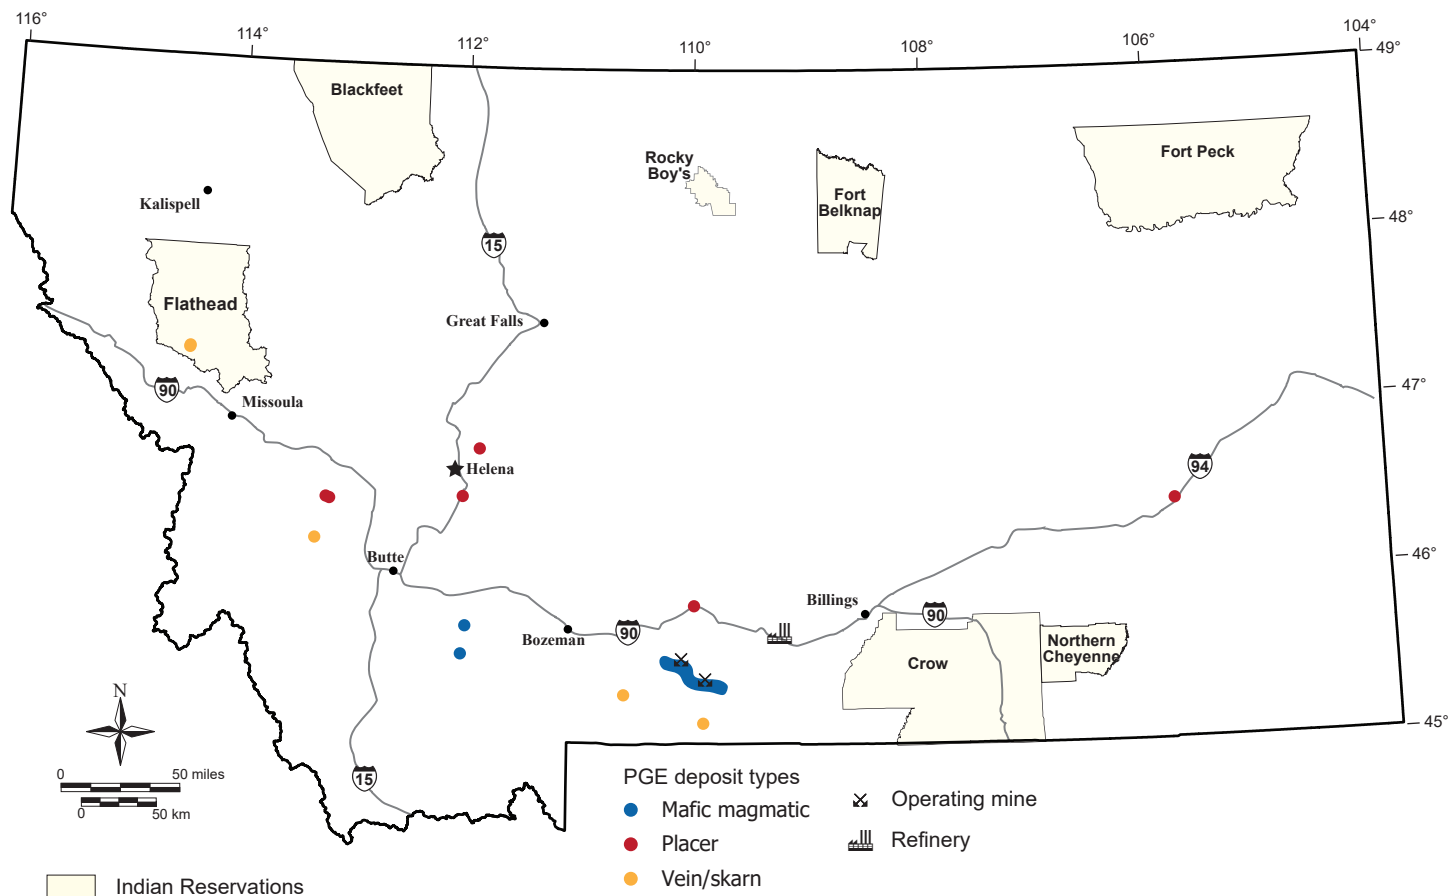 116°
114°
112°
110°
108°
106°
104°
49°
Blackfeet
Rocky
Boy's
Fort
Belknap
Fort Peck
Kalispell
48°
15
Flathead
Great Falls
90
Missoula
47°
Helena
94
Butte
46°
Billings
Bozeman
90
90
Northern
Cheyenne
Crow
N
45°
0
50 miles
0
50 km
15
PGE deposit types
Mafic magmatic
Placer
Vein/skarn
Operating mine
Refinery
Indian Reservations